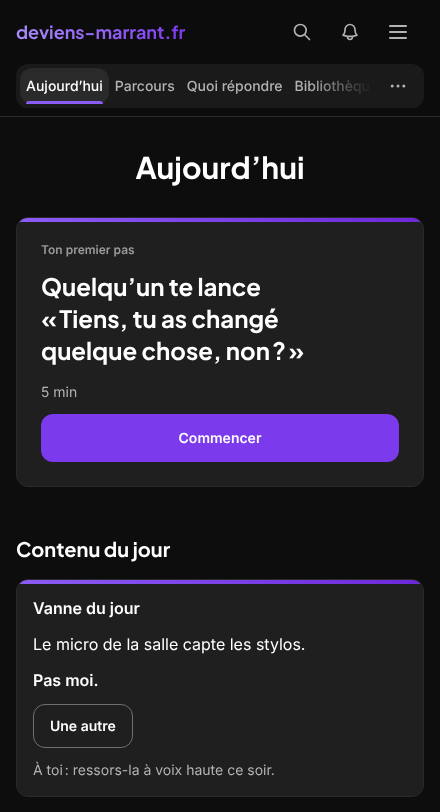 deviens-marrant.fr
Aujourd’hui Parcours Quoi répondre Bibliothèqu
Aujourd’hui
Ton premier pas
Quelqu’un te lance
« Tiens, tu as changé
quelque chose, non ? »
5 min
Commencer
Contenu du jour
Vanne du jour
Le micro de la salle capte les stylos.
Pas moi.
Une autre
À toi : ressors-la à voix haute ce soir.